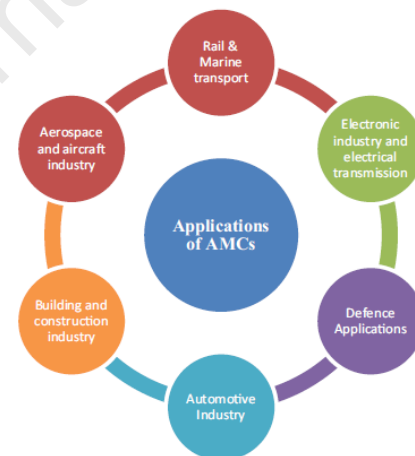 Rail &
Marine
transport
Electronic
industry and
electrical
transmission
Defence
Applications
Automotive
Industry
Building and
construction
industry
Aerospace
and aircraft
industry
Applications
of AMCs